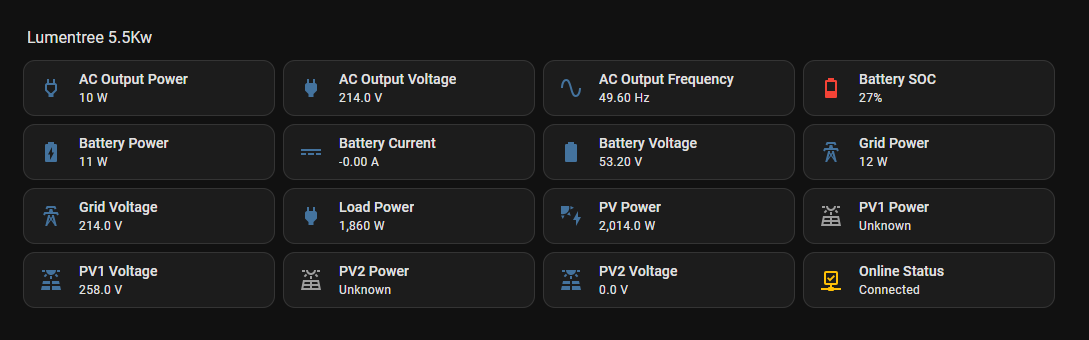 Lumentree 5.5Kw
AC Output Power
10 W
AC Output Voltage
214.0 V
AC Output Frequency
49.60 Hz
Battery SOC
27%
Battery Power
11 W
Battery Current
-0.00 A
Battery Voltage
53.20 V
Grid Power
12 W
Grid Voltage
214.0 V
Load Power
1,860 W
PV Power
2,014.0 W
PV1 Power
Unknown
PV1 Voltage
258.0 V
PV2 Power
Unknown
PV2 Voltage
0.0 V
Online Status
Connected